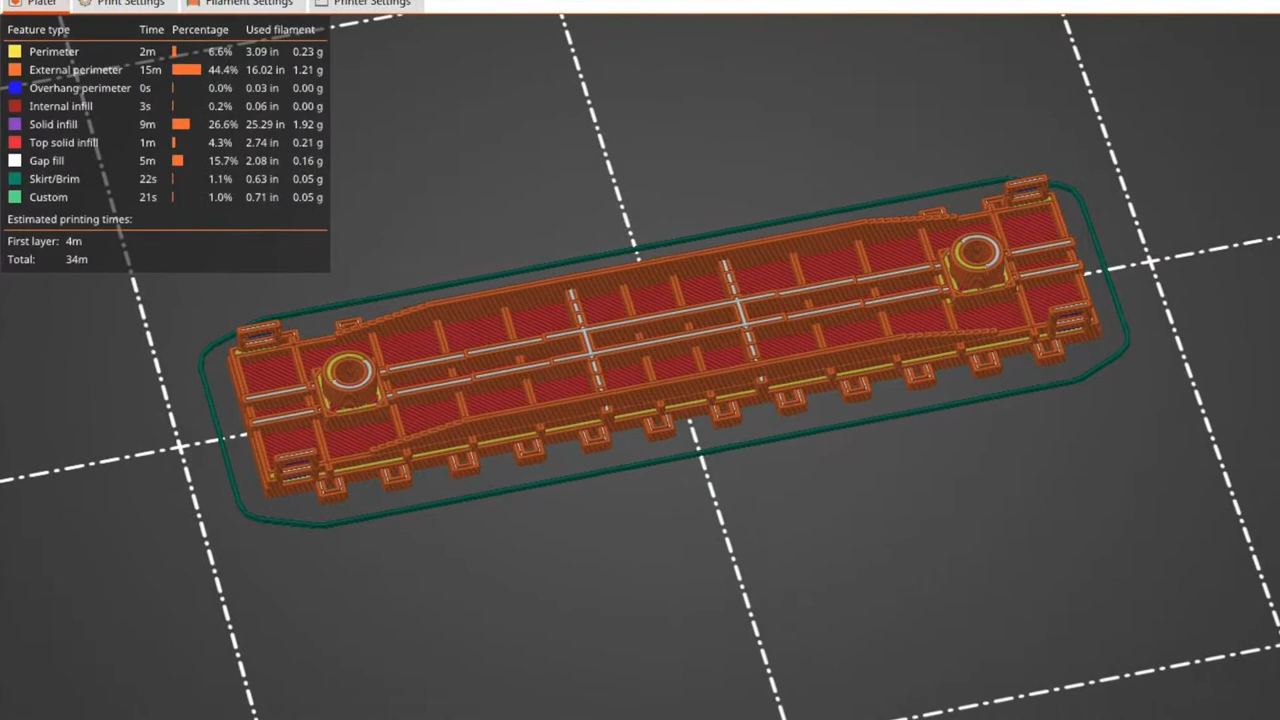 Plater Print Settings Filament Settings Printer Settings
Feature type Time Percentage Used filament
Perimeter 2m 6.6% 3.09 in 0.23 g
External perimeter 15m 44.4% 16.02 in 1.21 g
Overhang perimeter 0s 0.0% 0.03 in 0.00 g
Internal infill 3s 0.2% 0.06 in 0.00 g
Solid infill 9m 26.6% 25.29 in 1.92 g
Top solid infill 1m 4.3% 2.74 in 0.21 g
Gap fill 5m 15.7% 2.08 in 0.16 g
Skirt/Brim 22s 1.1% 0.63 in 0.05 g
Custom 21s 1.0% 0.71 in 0.05 g
Estimated printing times:
First layer: 4m
Total: 34m